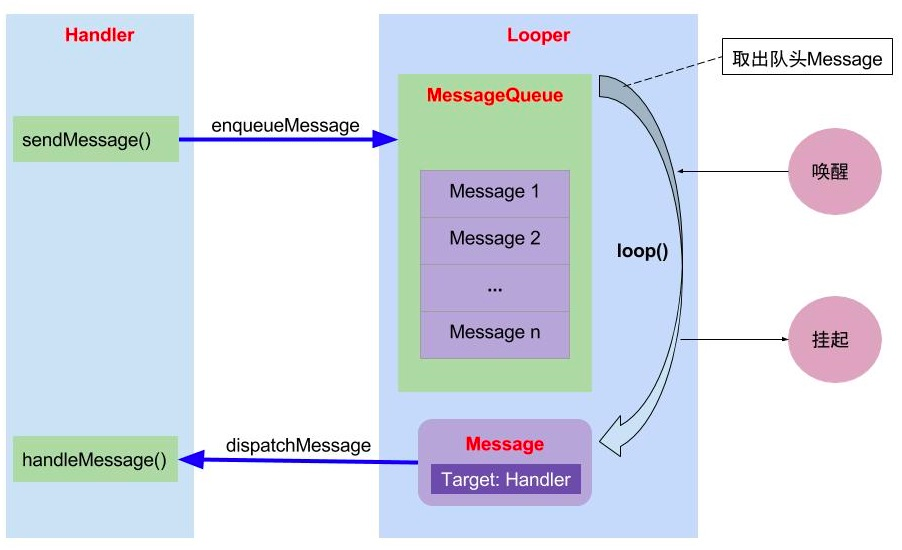 Handler
Looper
取出队头Message
MessageQueue
enqueueMessage
sendMessage()
唤醒
Message 1
Message 2
loop()
...
Message n
挂起
dispatchMessage
Message
handleMessage()
Target: Handler